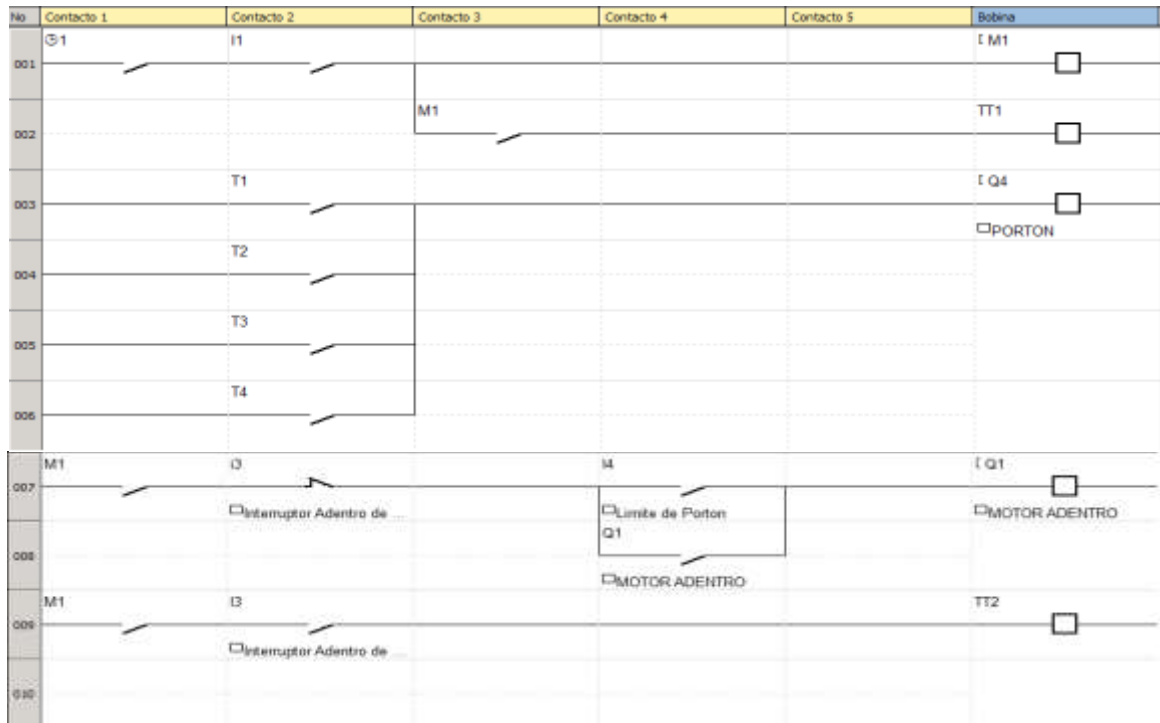 No Contacto 1 Contacto 2 Contacto 3 Contacto 4 Contacto 5 Bobina
1 I1 [ M1
001
M1 TT1
002
T1 [ Q4
003
PORTON
T2
004
T3
005
T4
006
M1 i3 I4 [ Q1
007
Interruptor Adentro de ... Limite de Porton MOTOR ADENTRO
Q1
008
MOTOR ADENTRO
M1 I3 TT2
009
Interruptor Adentro de ...
010